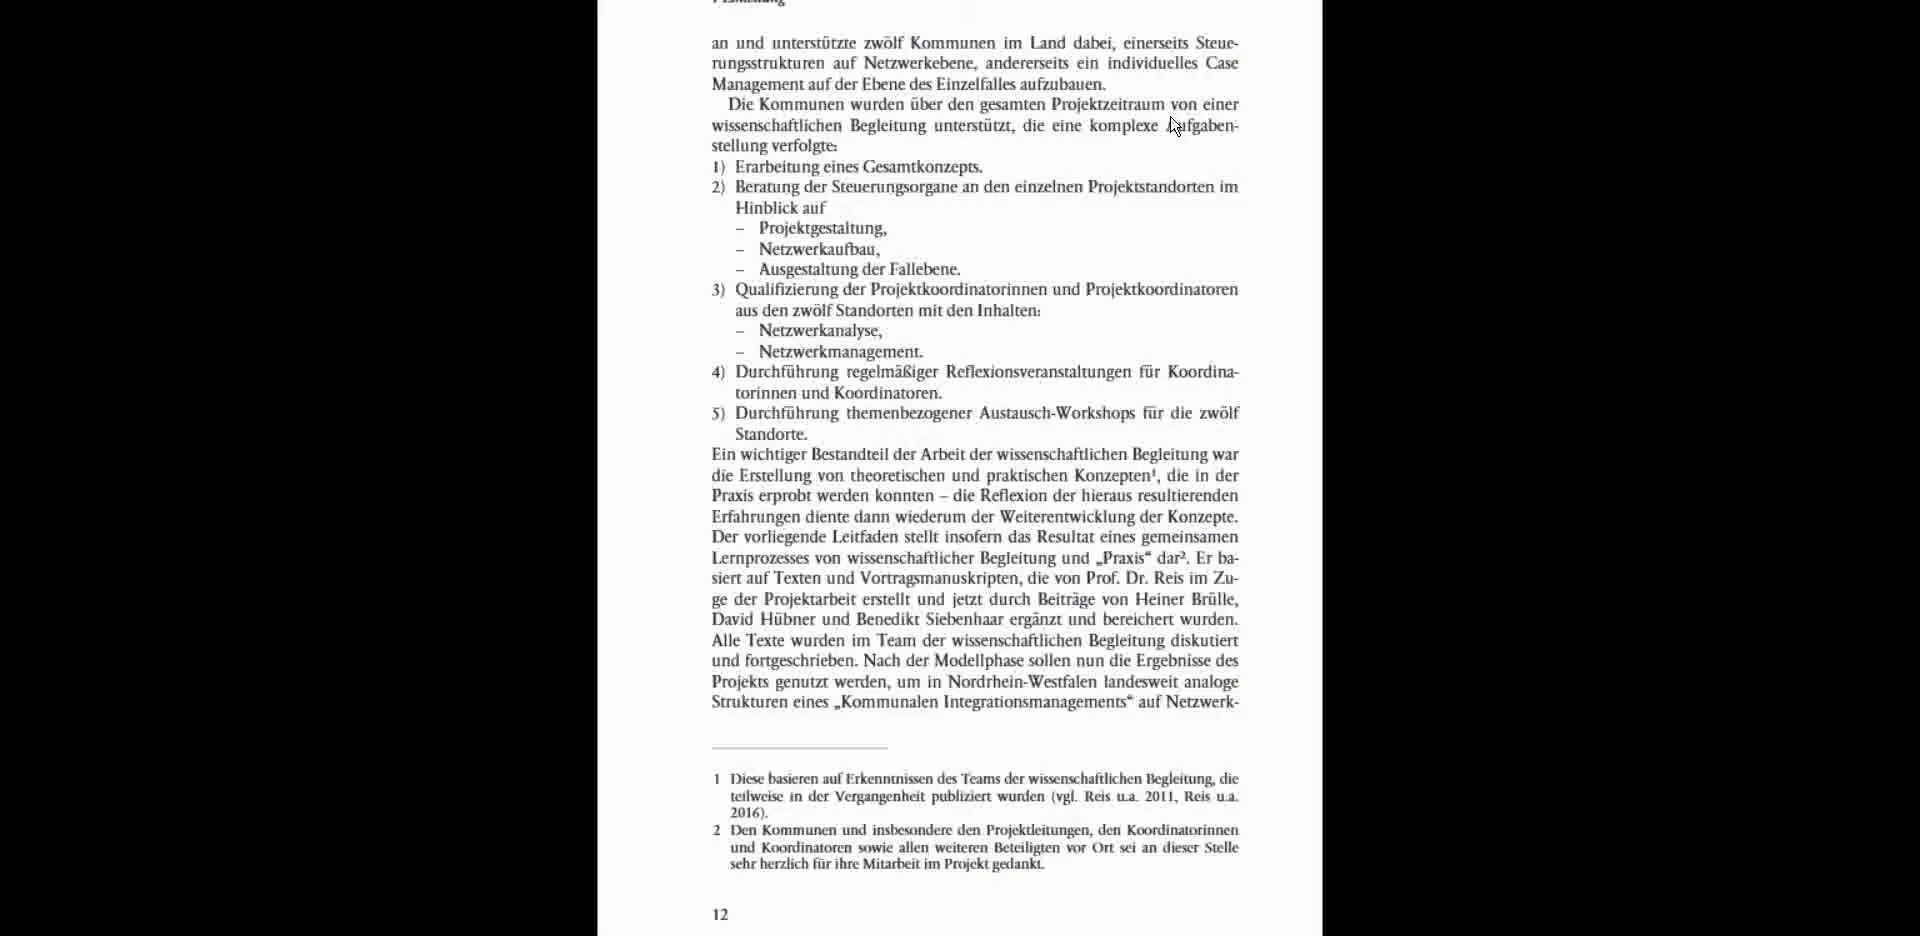 an und unterstützte zwölf Kommunen im Land dabei, einerseits Steue-
rungsstrukturen auf Netzwerkebene, andererseits ein individuelles Case
Management auf der Ebene des Einzelfalles aufzubauen.
Die Kommunen wurden über den gesamten Projektzeitraum von einer
wissenschaftlichen Begleitung unterstützt, die eine komplexe Aufgaben-
stellung verfolgte:
1) Erarbeitung eines Gesamtkonzepts.
2) Beratung der Steuerungsorgane an den einzelnen Projektstandorten im
Hinblick auf
– Projektgestaltung,
– Netzwerkaufbau,
– Ausgestaltung der Fallebene.
3) Qualifizierung der Projektkoordinatorinnen und Projektkoordinatoren
aus den zwölf Standorten mit den Inhalten:
– Netzwerkanalyse,
– Netzwerkmanagement.
4) Durchführung regelmäßiger Reflexionsveranstaltungen für Koordina-
torinnen und Koordinatoren.
5) Durchführung themenbezogener Austausch-Workshops für die zwölf
Standorte.
Ein wichtiger Bestandteil der Arbeit der wissenschaftlichen Begleitung war
die Erstellung von theoretischen und praktischen Konzepten¹, die in der
Praxis erprobt werden konnten – die Reflexion der hieraus resultierenden
Erfahrungen diente dann wiederum der Weiterentwicklung der Konzepte.
Der vorliegende Leitfaden stellt insofern das Resultat eines gemeinsamen
Lernprozesses von wissenschaftlicher Begleitung und „Praxis“ dar². Er ba-
siert auf Texten und Vortragsmanuskripten, die von Prof. Dr. Reis im Zu-
ge der Projektarbeit erstellt und jetzt durch Beiträge von Heiner Brülle,
David Hübner und Benedikt Siebenhaar ergänzt und bereichert wurden.
Alle Texte wurden im Team der wissenschaftlichen Begleitung diskutiert
und fortgeschrieben. Nach der Modellphase sollen nun die Ergebnisse des
Projekts genutzt werden, um in Nordrhein-Westfalen landesweit analoge
Strukturen eines „Kommunalen Integrationsmanagements“ auf Netzwerk-
1 Diese basieren auf Erkenntnissen des Teams der wissenschaftlichen Begleitung, die
teilweise in der Vergangenheit publiziert wurden (vgl. Reis u.a. 2011, Reis u.a.
2016).
2 Den Kommunen und insbesondere den Projektleitungen, den Koordinatorinnen
und Koordinatoren sowie allen weiteren Beteiligten vor Ort sei an dieser Stelle
sehr herzlich für ihre Mitarbeit im Projekt gedankt.
12